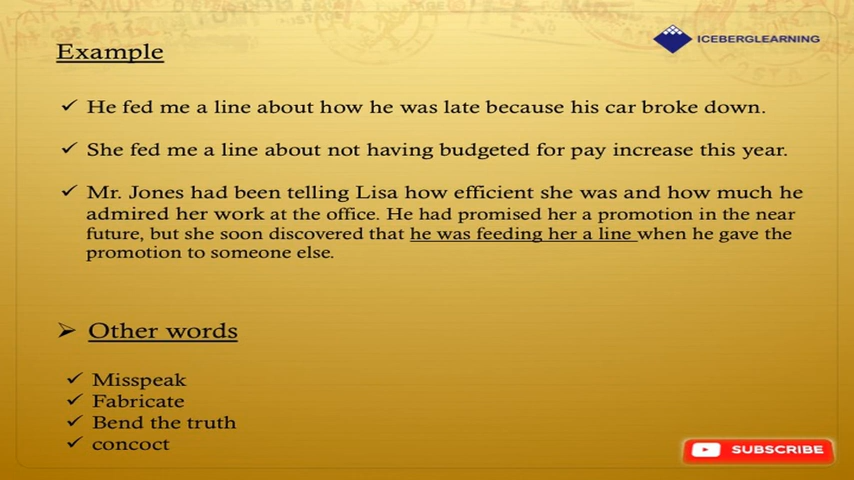 Example
ICEBERGLEARNING
✓ He fed me a line about how he was late because his car broke down.
✓ She fed me a line about not having budgeted for pay increase this year.
✓ Mr. Jones had been telling Lisa how efficient she was and how much he
admired her work at the office. He had promised her a promotion in the near
future, but she soon discovered that he was feeding her a line when he gave the
promotion to someone else.
➢ Other words
✓ Misspeak
✓ Fabricate
✓ Bend the truth
✓ concoct
SUBSCRIBE